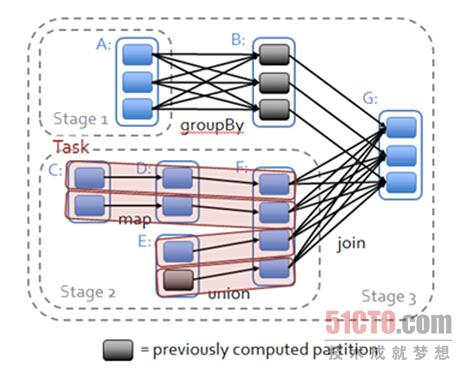 A:
B:
G:
Stage 1
groupBy
Task
C:
D:
F:
map
E:
join
Stage 2
union
Stage 3
51CTO.com
技术成就梦想
= previously computed partition